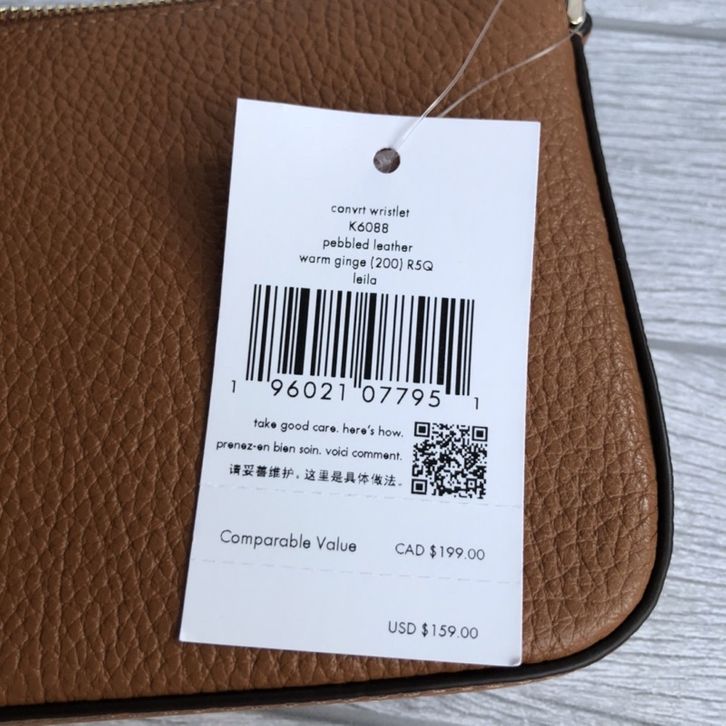 convrt wristlet
K6088
pebbled leather
warm ginge (200) R5Q
leila
1 96021 07795 1
take good care. here's how.
prenez-en bien soin. voici comment.
请妥善维护。这里是具体做法。
Comparable Value CAD $199.00
USD $159.00